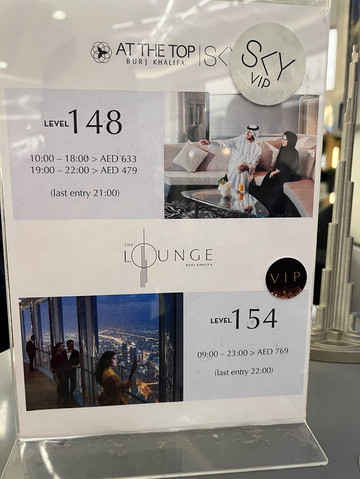 AT THE TOP
BURJ KHALIFA
SKY
SKY
VIP
LEVEL 148
10:00 – 18:00 > AED 633
19:00 – 22:00 > AED 479
(last entry 21:00)
THE
LOUNGE
BURJ KHALIFA
VIP
LEVEL 154
09:00 – 23:00 > AED 769
(last entry 22:00)